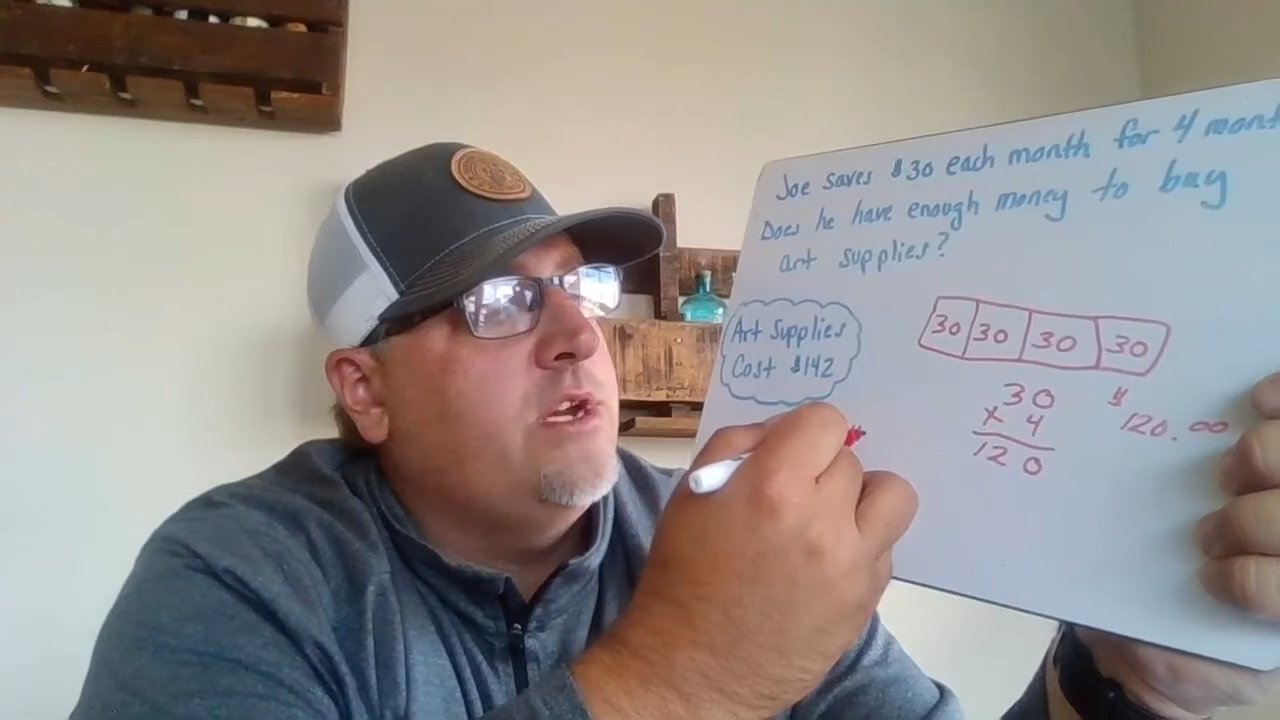 Joe saves $30 each month for 4 mont
Does he have enough money to buy
art supplies?
Art Supplies
Cost $142
30 30 30 30
30
x 4
120
$120.00